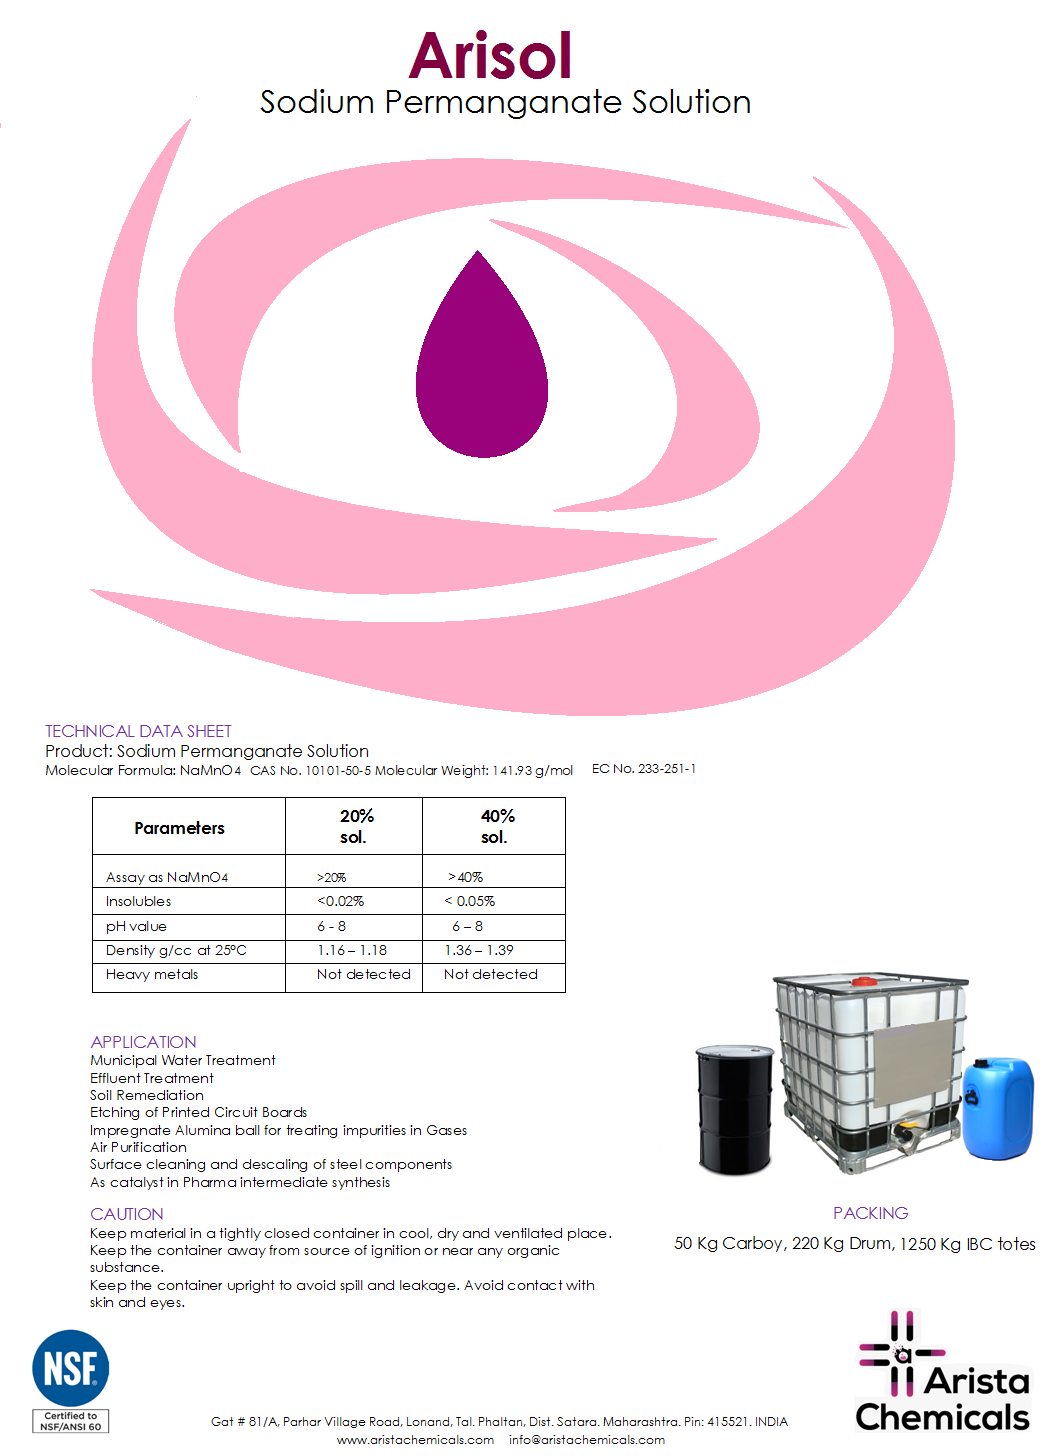 Arisol
Sodium Permanganate Solution
TECHNICAL DATA SHEET
Product: Sodium Permanganate Solution
Molecular Formula: NaMnO4 CAS No. 10101-50-5 Molecular Weight: 141.93 g/mol EC No. 233-251-1
Parameters 20% sol. 40% sol.
Assay as NaMnO4 >20% >40%
Insolubles <0.02% < 0.05%
pH value 6 - 8 6 – 8
Density g/cc at 25°C 1.16 – 1.18 1.36 – 1.39
Heavy metals Not detected Not detected
APPLICATION
Municipal Water Treatment
Effluent Treatment
Soil Remediation
Etching of Printed Circuit Boards
Impregnate Alumina ball for treating impurities in Gases
Air Purification
Surface cleaning and descaling of steel components
As catalyst in Pharma intermediate synthesis
CAUTION
Keep material in a tightly closed container in cool, dry and ventilated place.
Keep the container away from source of ignition or near any organic
substance.
Keep the container upright to avoid spill and leakage. Avoid contact with
skin and eyes.
PACKING
50 Kg Carboy, 220 Kg Drum, 1250 Kg IBC totes
NSF®
Certified to
NSF/ANSI 60
a
Arista
Chemicals
Gat # 81/A, Parhar Village Road, Lonand, Tal. Phaltan, Dist. Satara. Maharashtra. Pin: 415521. INDIA
www.aristachemicals.com info@aristachemicals.com